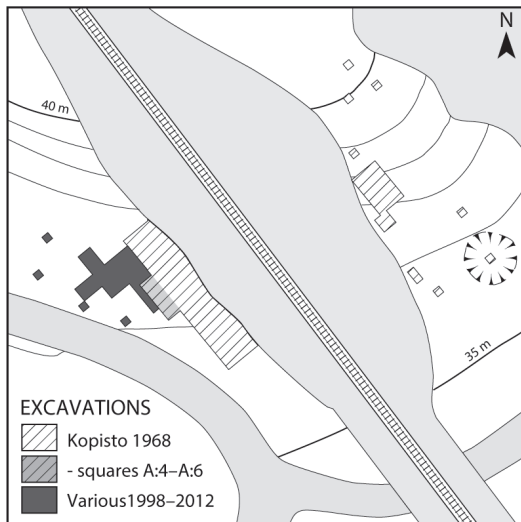 N
40 m
35 m
EXCAVATIONS
Kopisto 1968
- squares A:4–A:6
Various1998–2012